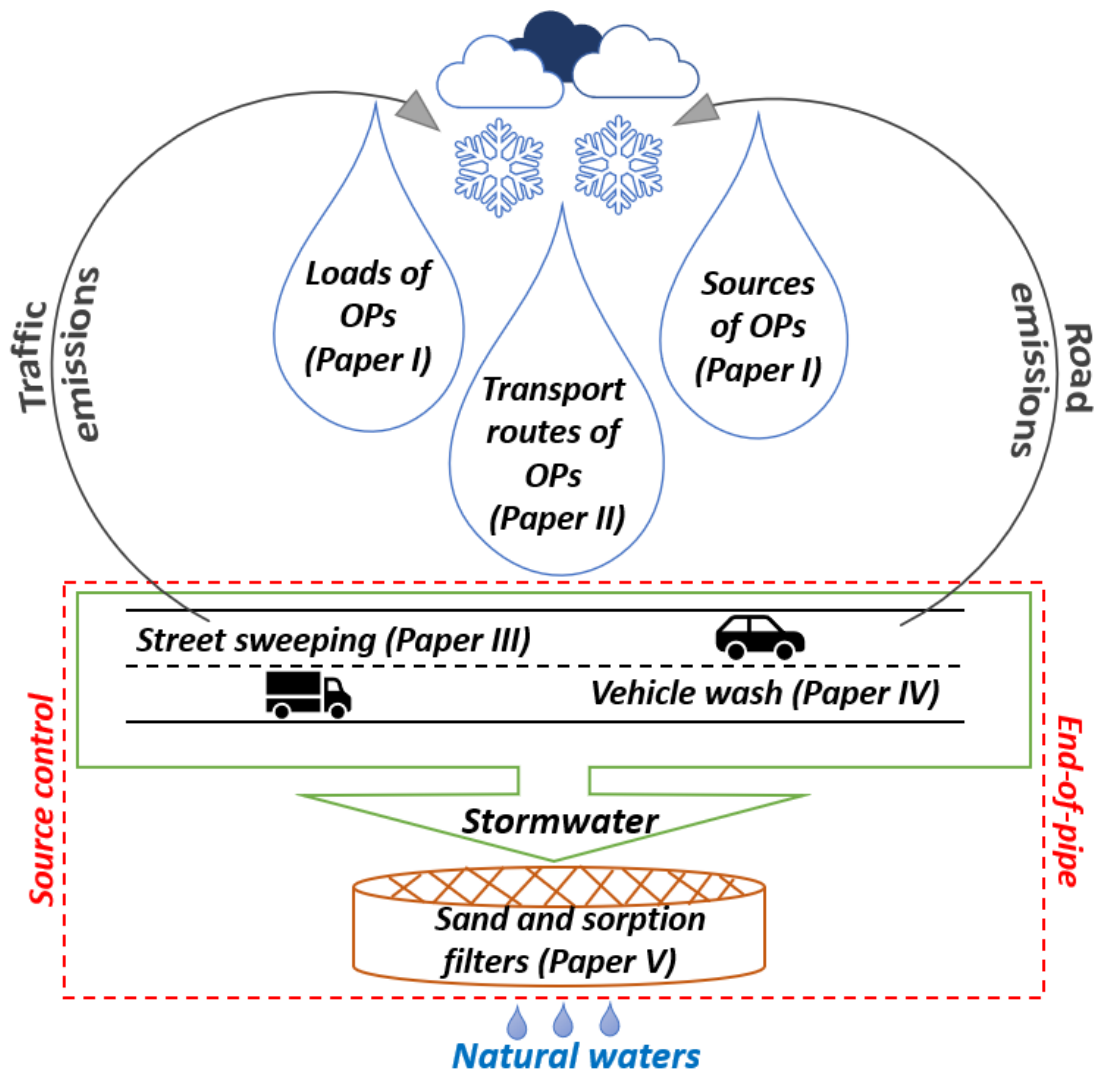 Loads of
OPs
(Paper I)
Sources
of OPs
(Paper I)
Transport
routes of
OPs
(Paper II)
Traffic
emissions
Road
emissions
Street sweeping (Paper III)
Vehicle wash (Paper IV)
Source control
End-of-pipe
Stormwater
Sand and sorption
filters (Paper V)
Natural waters